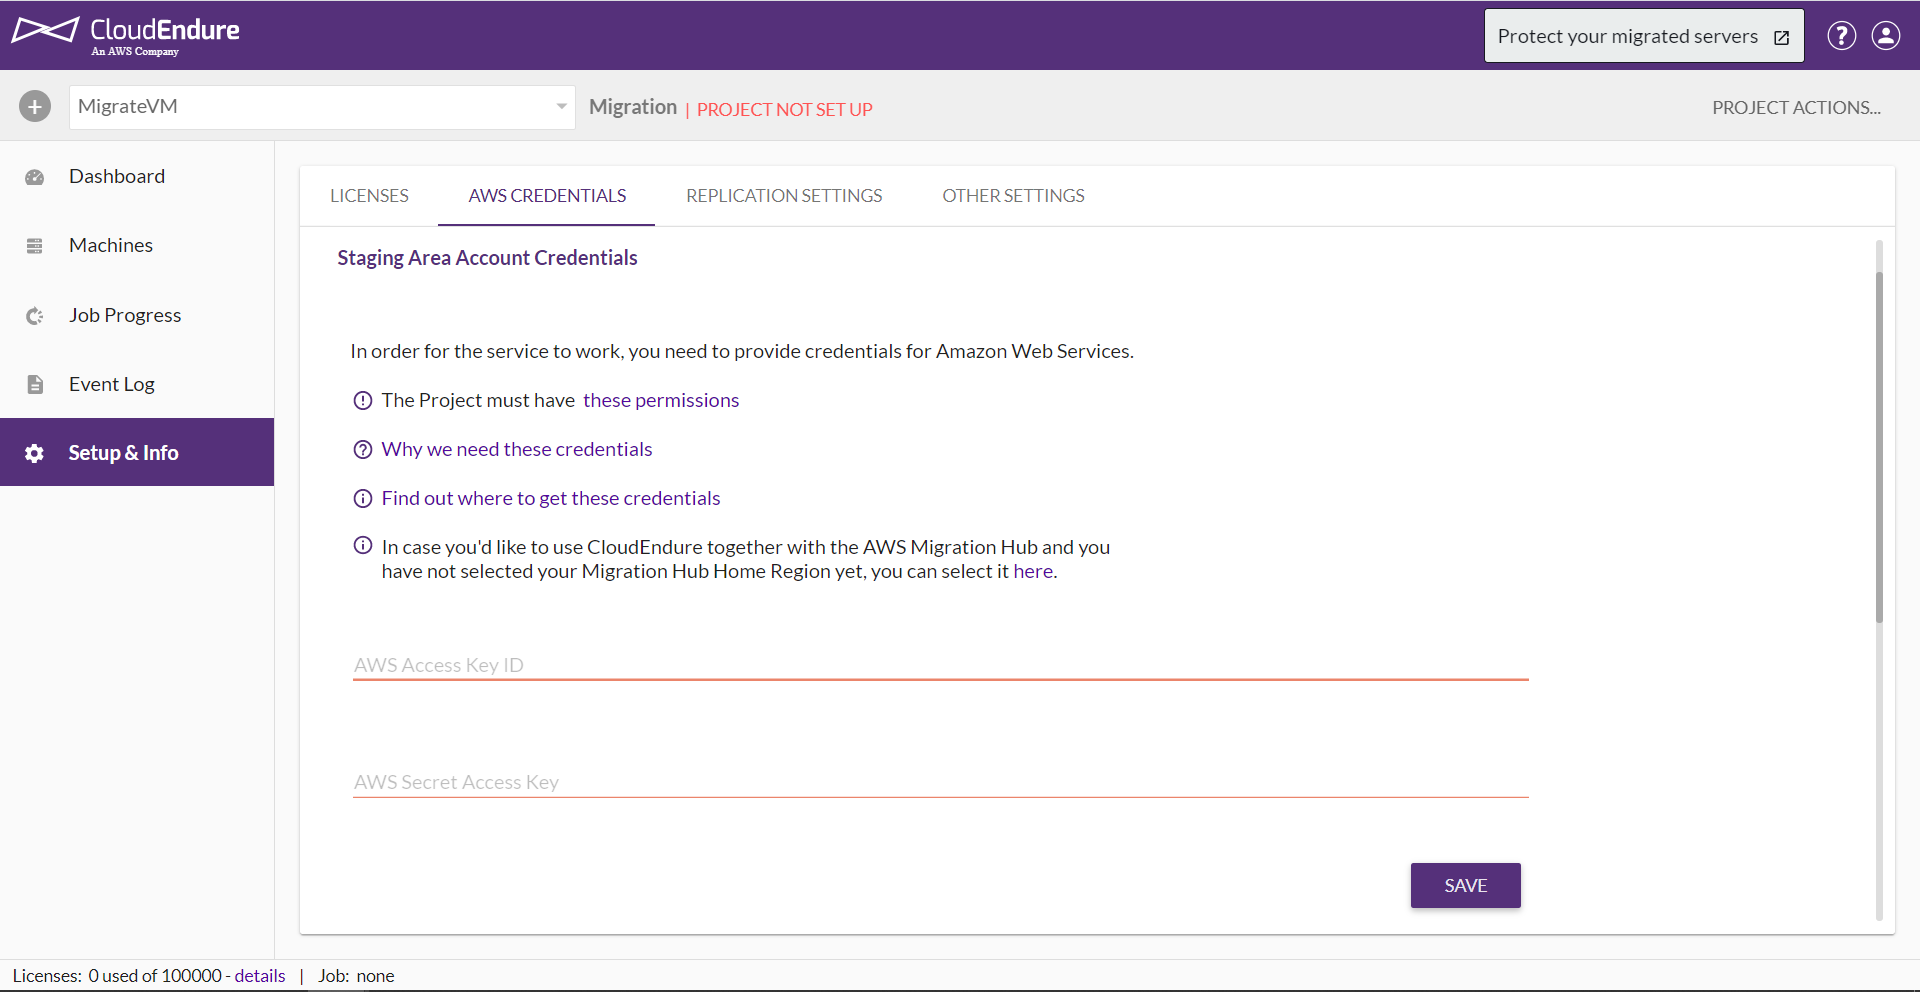 CloudEndure
An AWS Company
Protect your migrated servers
MigrateVM
Migration | PROJECT NOT SET UP
PROJECT ACTIONS...
Dashboard
Machines
Job Progress
Event Log
Setup & Info
LICENSES
AWS CREDENTIALS
REPLICATION SETTINGS
OTHER SETTINGS
Staging Area Account Credentials
In order for the service to work, you need to provide credentials for Amazon Web Services.
The Project must have these permissions
Why we need these credentials
Find out where to get these credentials
In case you'd like to use CloudEndure together with the AWS Migration Hub and you
have not selected your Migration Hub Home Region yet, you can select it here.
AWS Access Key ID
AWS Secret Access Key
SAVE
Licenses: 0 used of 100000 - details | Job: none